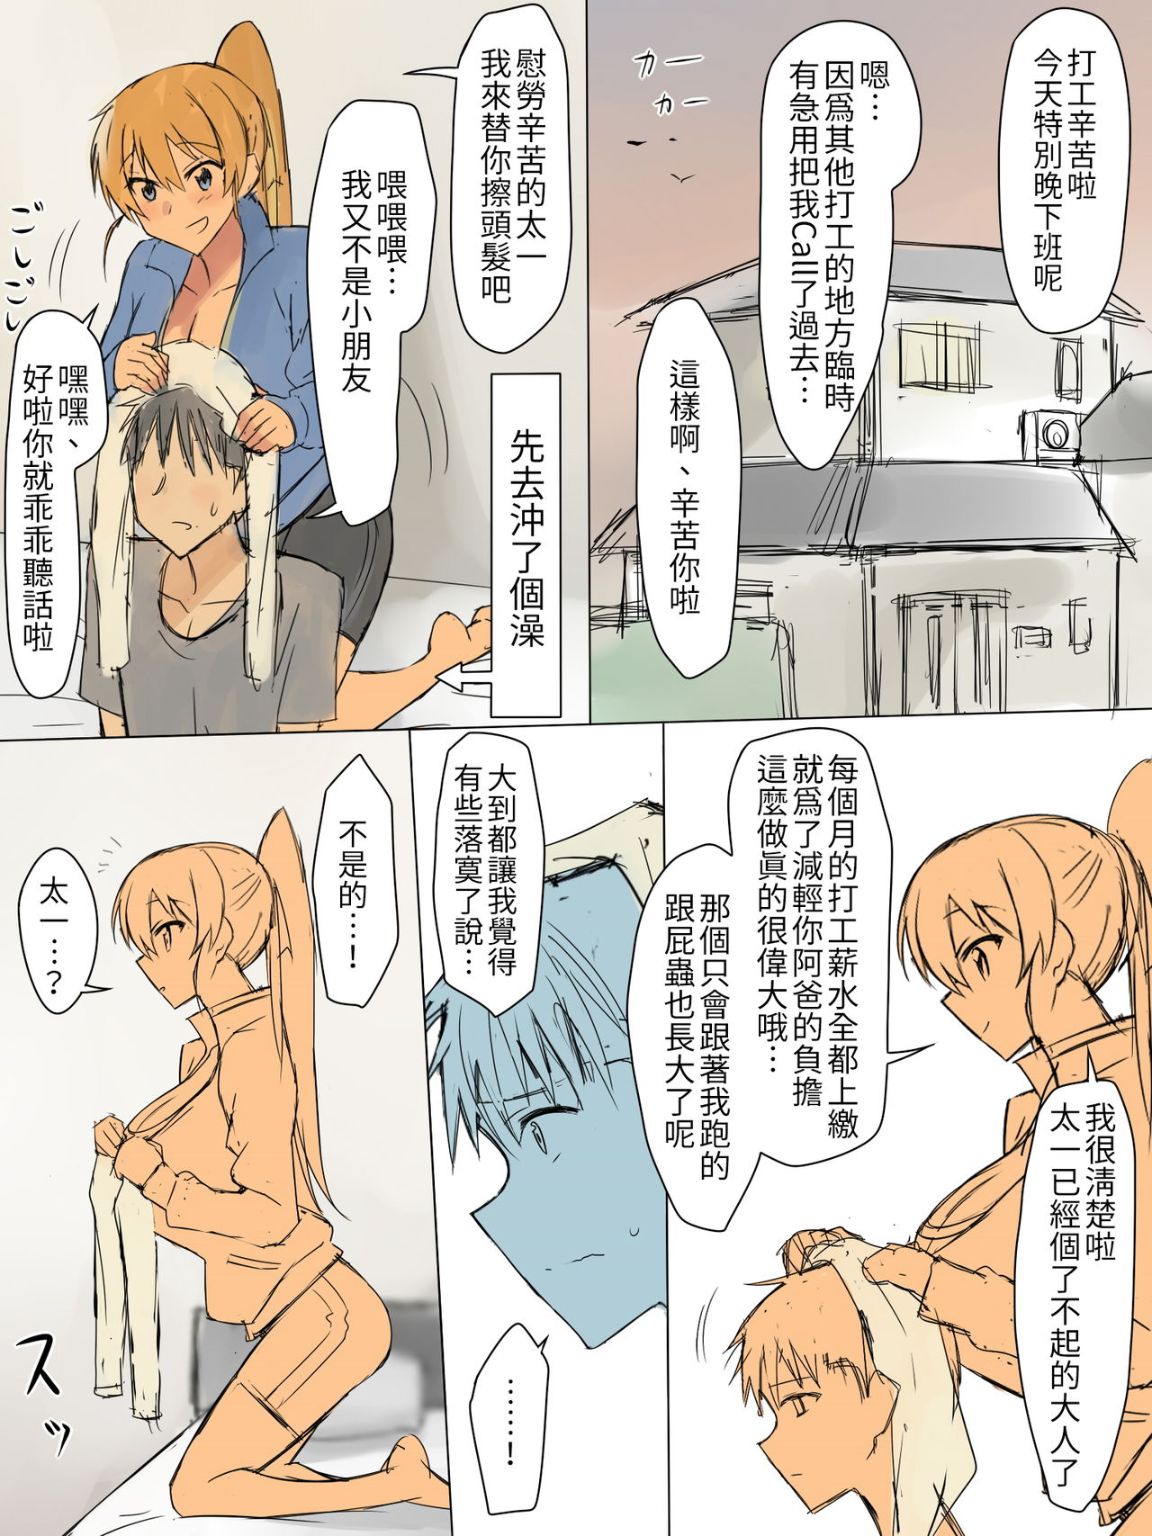 打工辛苦啦
今天特別晚下班呢
嗯…
因爲其他打工的地方臨時
有急用把我Call了過去…
カー
カー
這樣啊、辛苦你啦
慰勞辛苦的太一
我來替你擦頭髮吧
喂喂喂…
我又不是小朋友
先去沖了個澡
ごしごし
嘿嘿、
好啦你就乖乖聽話啦
我很淸楚啦
太一已經個了不起的大人了
每個月的打工薪水全都上繳
就爲了減輕你阿爸的負擔
這麼做眞的很偉大哦…
那個只會跟著我跑的
跟屁蟲也長大了呢
大到都讓我覺得
有些落寞了說…
……！
不是的…！
太一…？
スッ